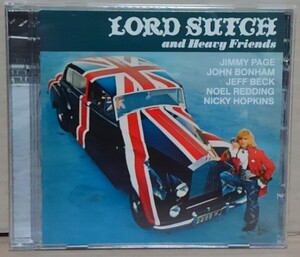 LORD SUTCH
and Heavy Friends
JIMMY PAGE
JOHN BONHAM
JEFF BECK
NOEL REDDING
NICKY HOPKINS